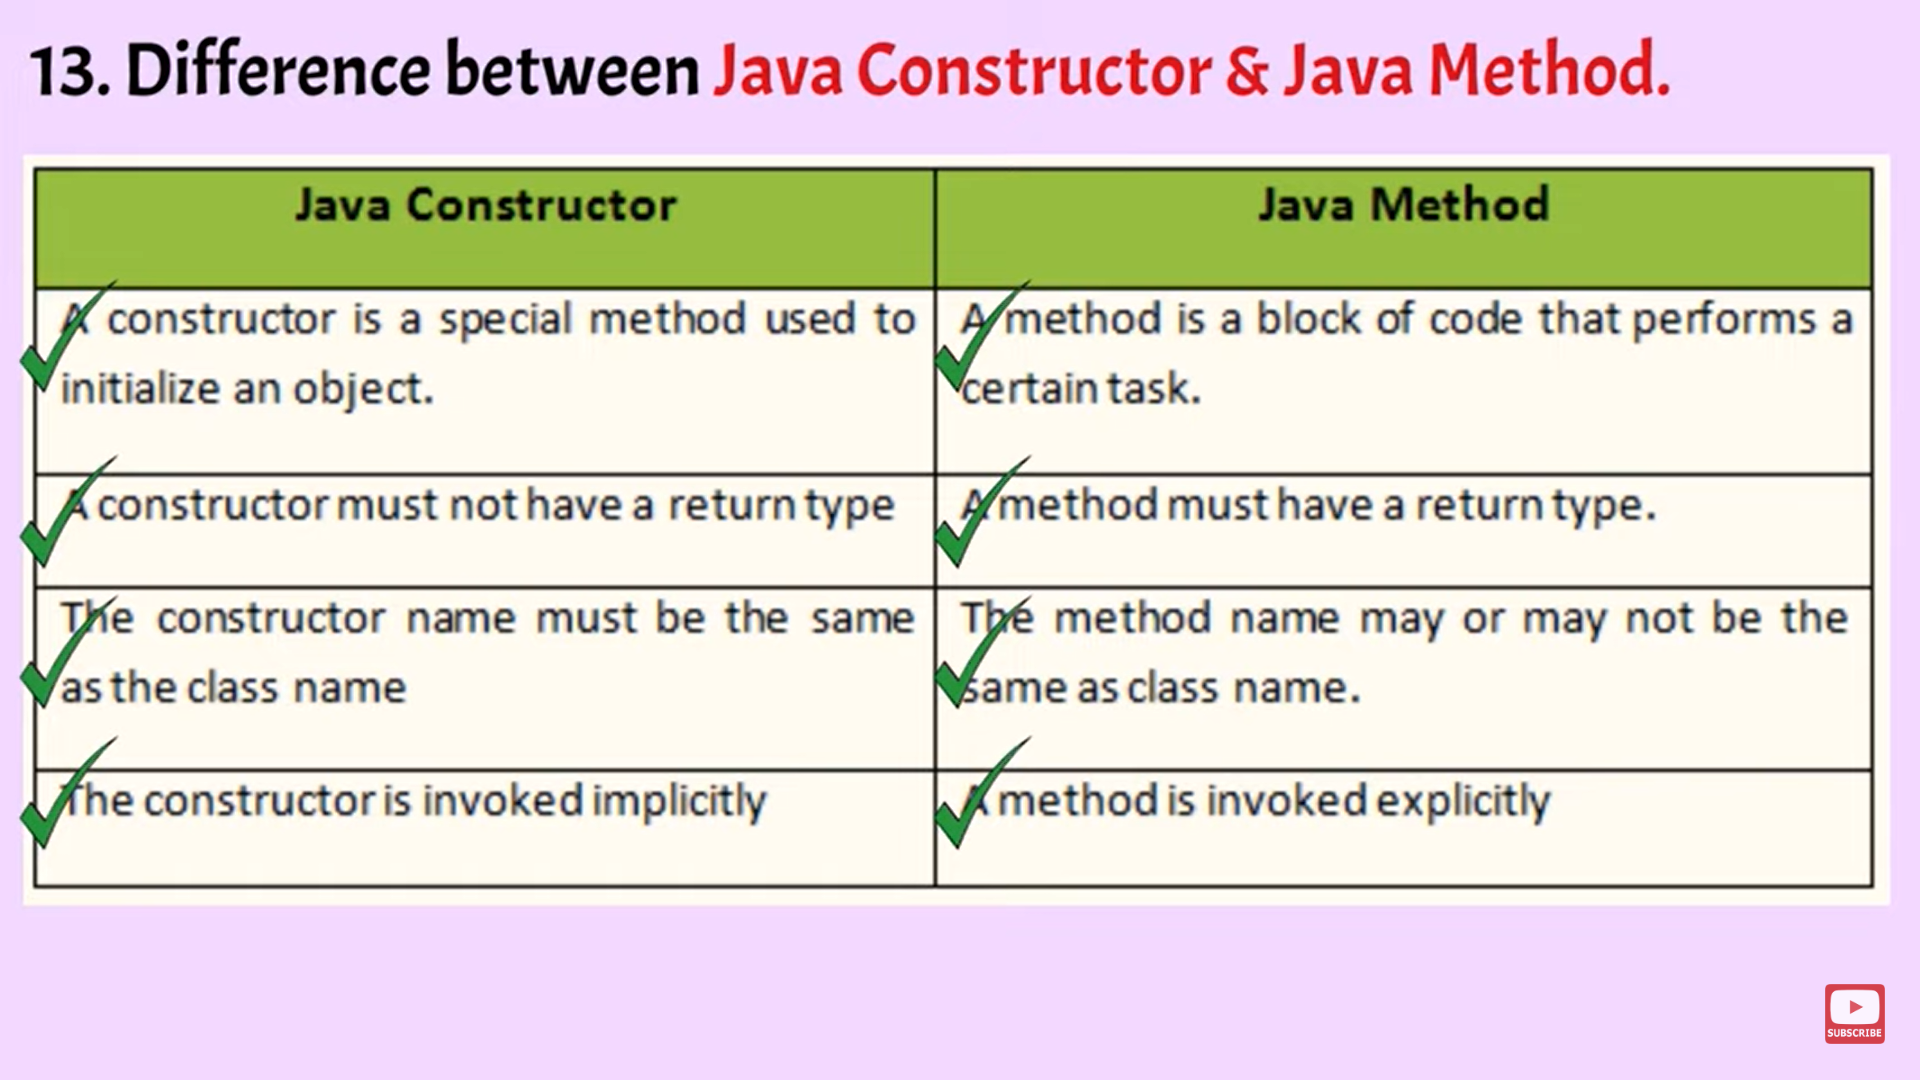 13. Difference between Java Constructor & Java Method.
Java Constructor
Java Method
A constructor is a special method used to
initialize an object.
A method is a block of code that performs a
certain task.
A constructor must not have a return type
A method must have a return type.
The constructor name must be the same
as the class name
The method name may or may not be the
same as class name.
The constructor is invoked implicitly
A method is invoked explicitly
SUBSCRIBE